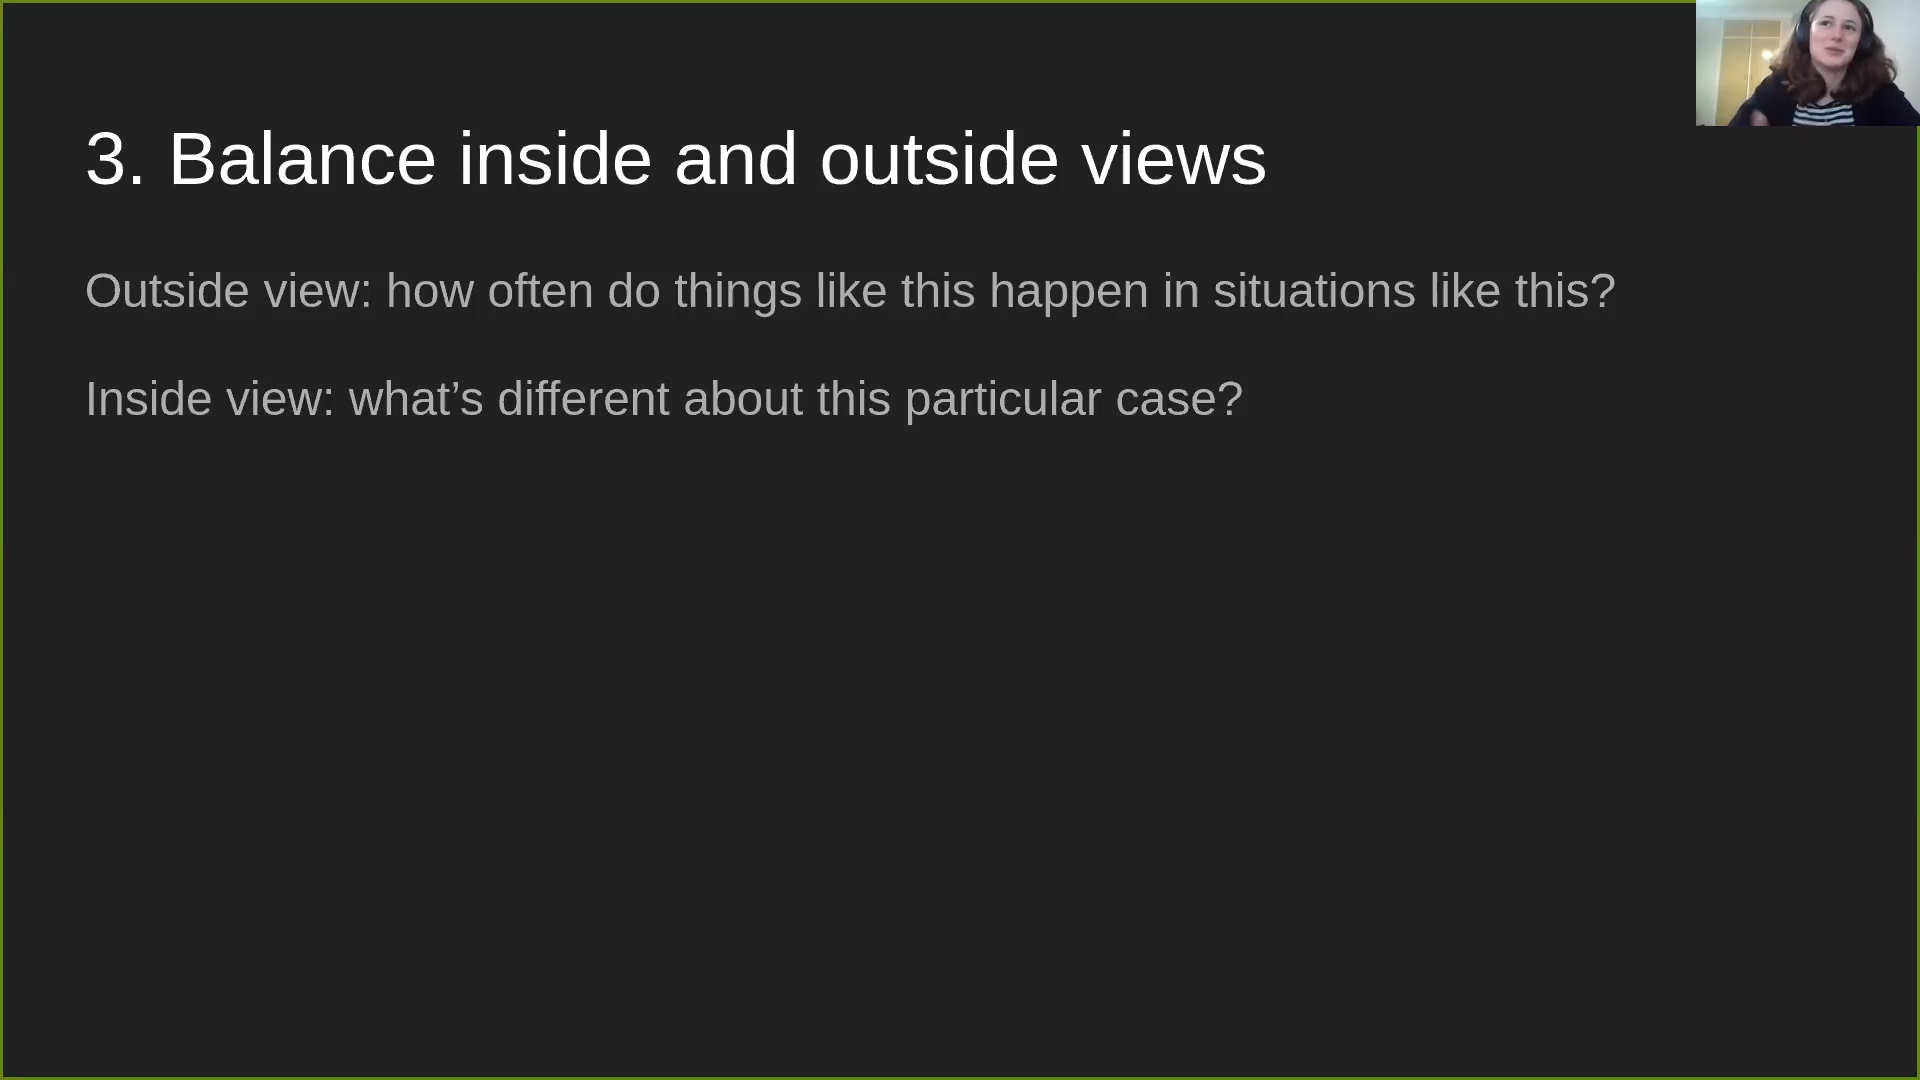 3. Balance inside and outside views
Outside view: how often do things like this happen in situations like this?
Inside view: what’s different about this particular case?